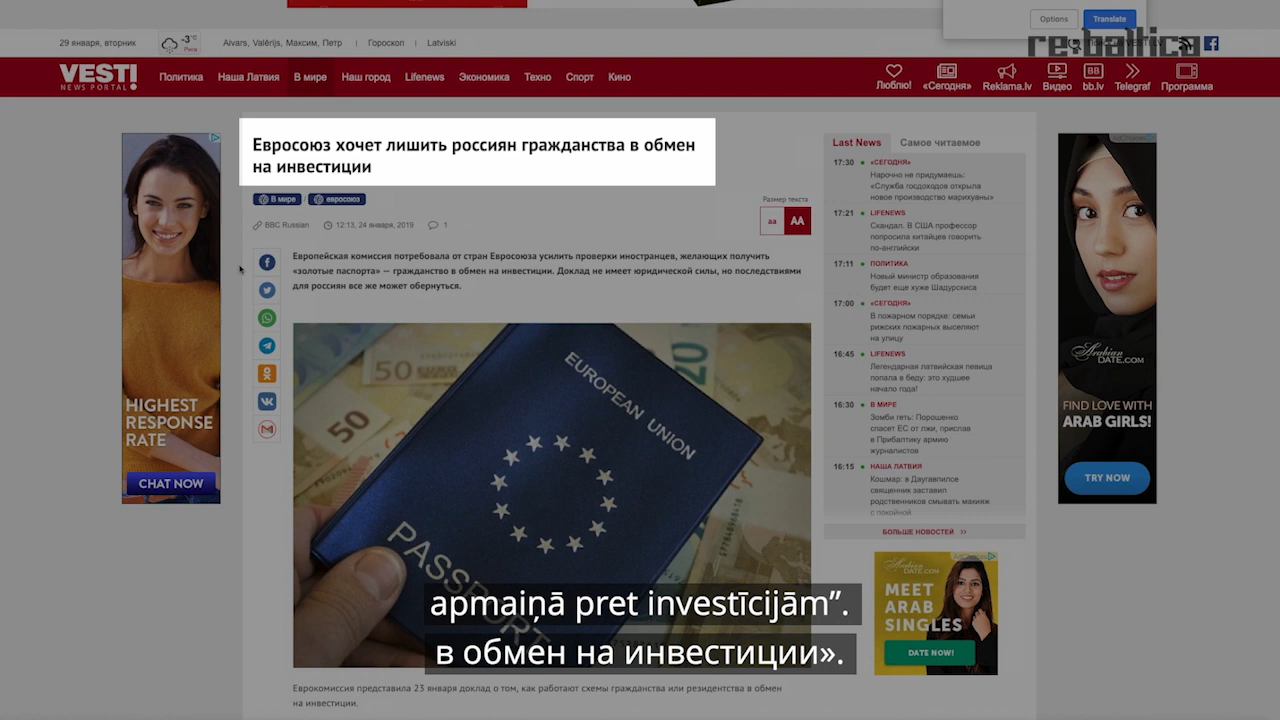 Options
Translate
29 января, вторник
-3°C
Рига
Aivars, Valērijs, Максим, Петр
Гороскоп
Latviski
re:baltica
VESTI
NEWS PORTAL
Политика
Наша Латвия
В мире
Наш город
Lifenews
Экономика
Техно
Спорт
Кино
Люблю!
«Сегодня»
Reklama.lv
Видео
BB
bb.lv
Telegraf
Программа
Евросоюз хочет лишить россиян гражданства в обмен
на инвестиции
В мире
евросоюз
BBC Russian
12:13, 24 января, 2019
1
Размер текста
aa
AA
Европейская комиссия потребовала от стран Евросоюза усилить проверки иностранцев, желающих получить
«золотые паспорта» — гражданство в обмен на инвестиции. Доклад не имеет юридической силы, но последствиями
для россиян все же может обернуться.
50
20
50
EUROPEAN UNION
PASSPORT
apmaiņā pret investīcijām”.
в обмен на инвестиции».
Еврокомиссия представила 23 января доклад о том, как работают схемы гражданства или резидентства в обмен
на инвестиции.
HIGHEST
RESPONSE
RATE
CHAT NOW
Last News
Самое читаемое
17:30
«СЕГОДНЯ»
Нарочно не придумаешь:
«Служба госдоходов открыла
новое производство марихуаны»
17:21
LIFENEWS
Скандал. В США профессор
попросила китайцев говорить
по-английски
17:11
ПОЛИТИКА
Новый министр образования
будет еще хуже Шадурскиса
17:00
«СЕГОДНЯ»
В пожарном порядке: семьи
рижских пожарных выселяют
на улицу
16:45
LIFENEWS
Легендарная латвийская певица
попала в беду: это худшее
начало года!
16:30
В МИРЕ
Зомби геть: Порошенко
спасет ЕС от лжи, прислав
в Прибалтику армию
журналистов
16:15
НАША ЛАТВИЯ
Кошмар: в Даугавпилсе
священник заставил
родственников смывать макияж
с покойной
БОЛЬШЕ НОВОСТЕЙ
Arabian
DATE.COM
MEET
ARAB
SINGLES
DATE NOW!
Arabian
DATE.COM
FIND LOVE WITH
ARAB GIRLS!
TRY NOW